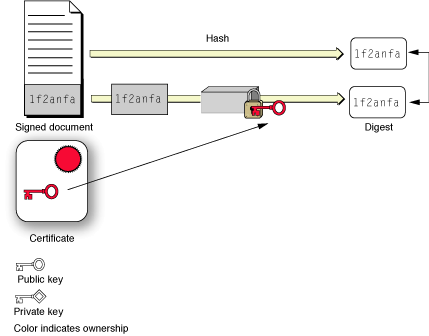 Hash
1f2anfa
1f2anfa
1f2anfa
1f2anfa
Signed document
Digest
Certificate
Public key
Private key
Color indicates ownership